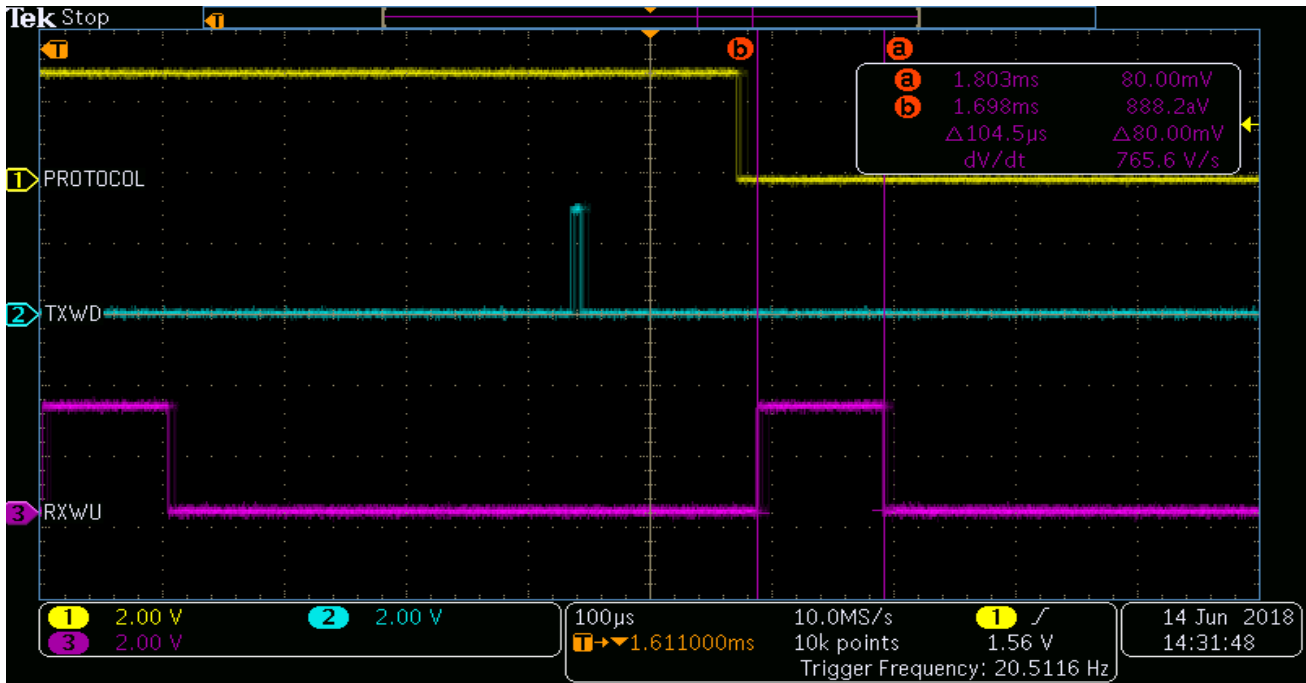 Tek Stop
T
T
b a
a 1.803ms 80.00mV
b 1.698ms 888.2aV
△104.5µs △80.00mV
dV/dt 765.6 V/s
1 PROTOCOL
2 TXWD
3 RXWU
1 2.00 V 2 2.00 V
3 2.00 V
100µs 10.0MS/s 1
T→▼1.611000ms 10k points 1.56 V
Trigger Frequency: 20.5116 Hz
14 Jun 2018
14:31:48